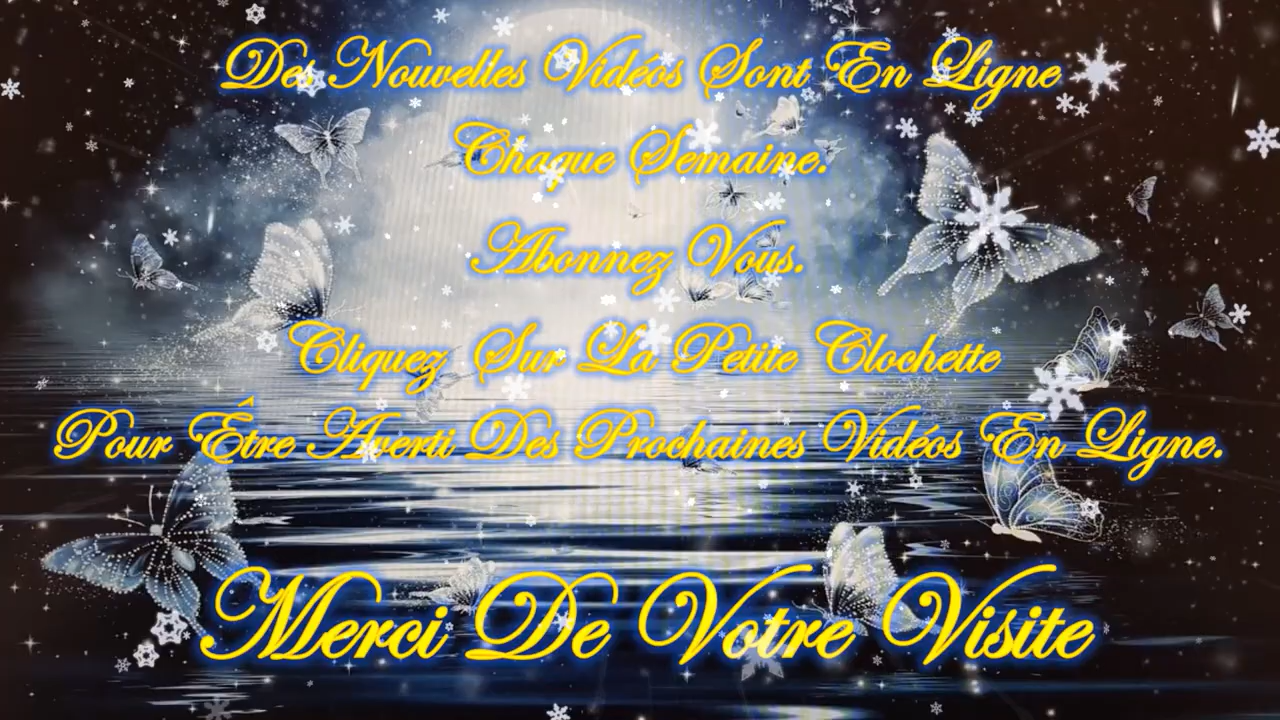 Des Nouvelles Vidéos Sont En Ligne
Chaque Semaine.
Abonnez Vous.
Cliquez Sur La Petite Clochette
Pour Être Averti Des Prochaines Vidéos En Ligne.
Merci De Votre Visite